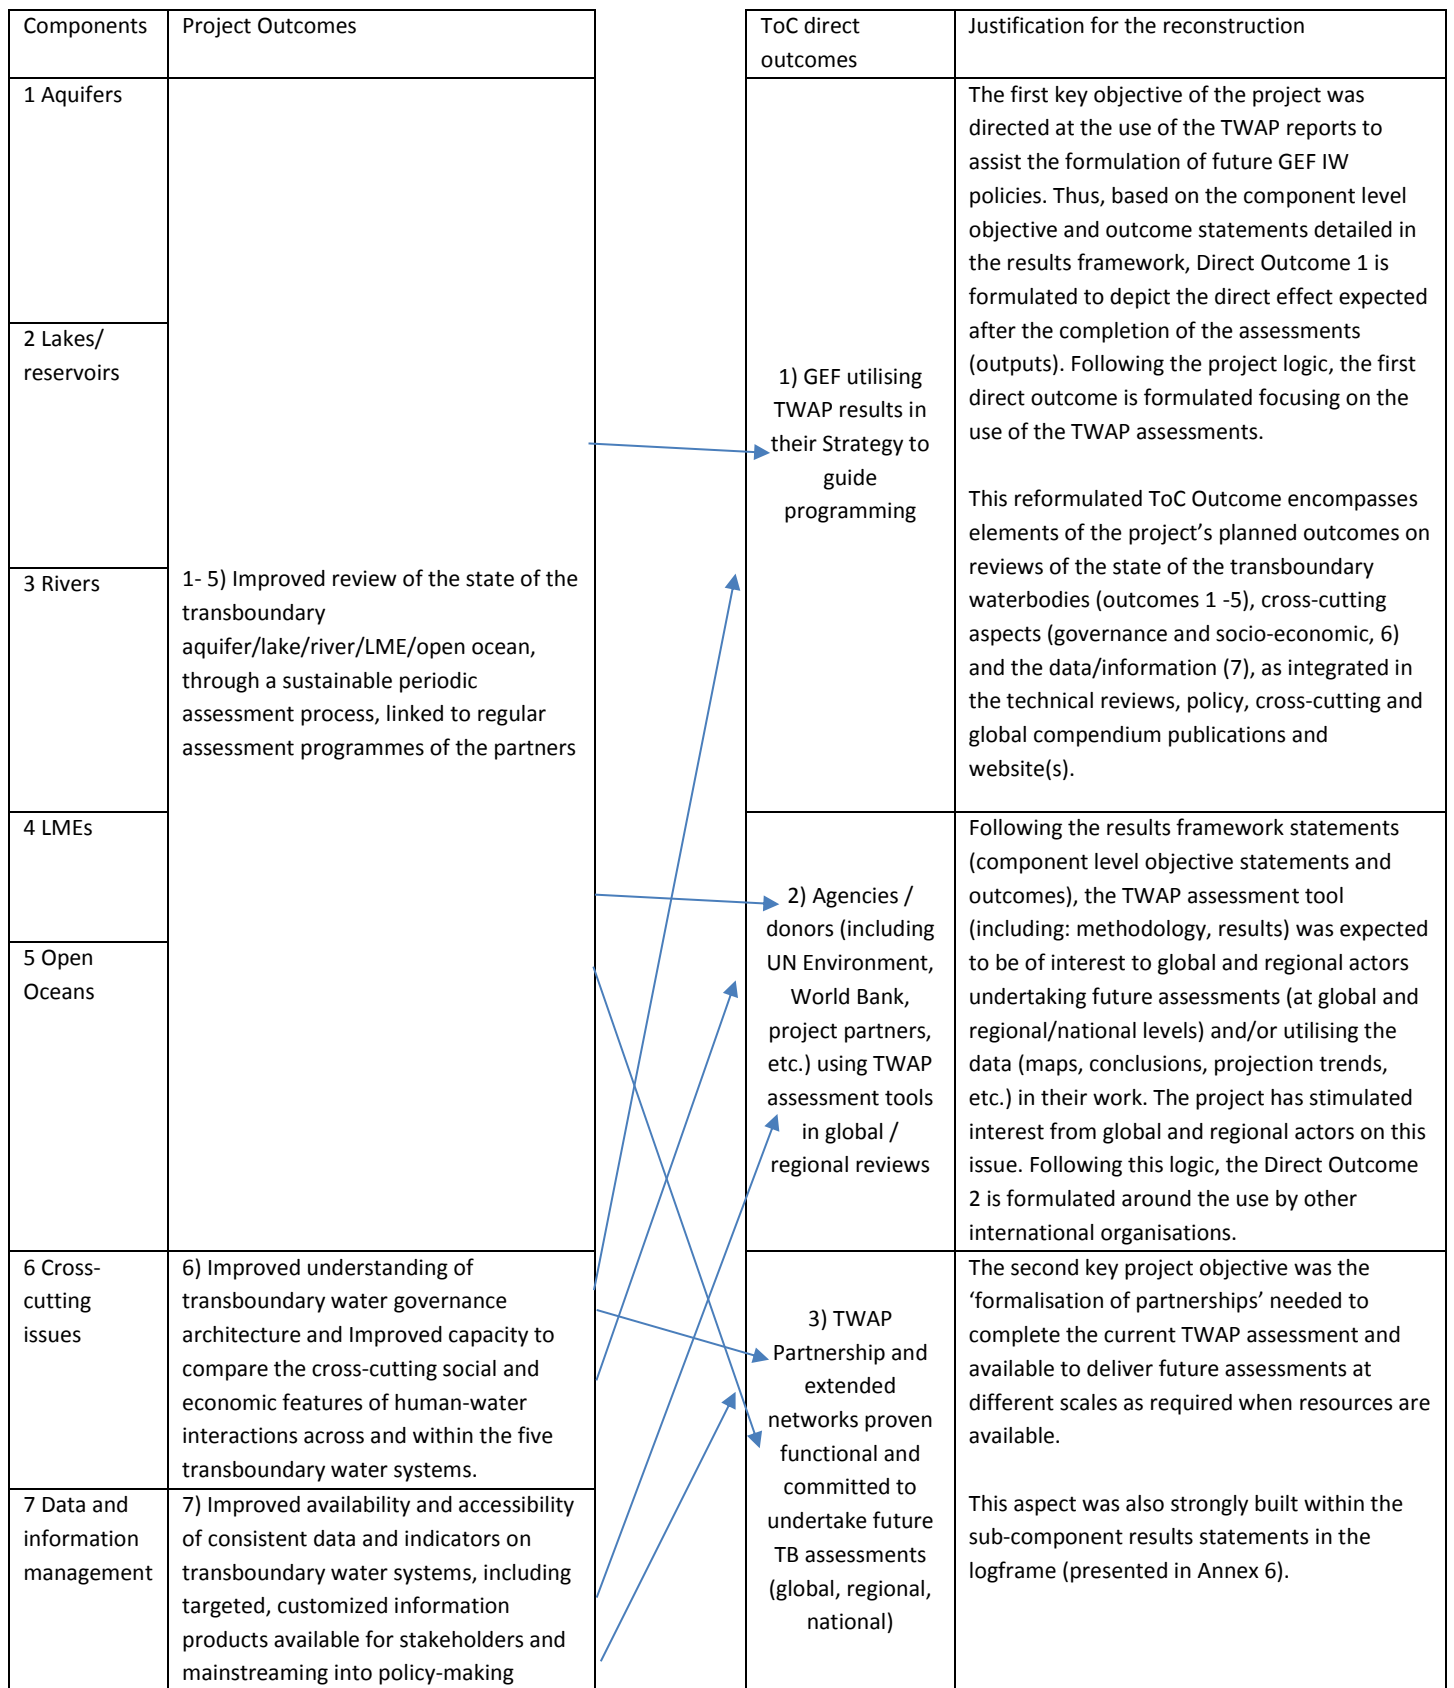 Components
Project Outcomes
ToC direct
outcomes
Justification for the reconstruction
1 Aquifers
2 Lakes/
reservoirs
3 Rivers
4 LMEs
5 Open
Oceans
1- 5) Improved review of the state of the
transboundary
aquifer/lake/river/LME/open ocean,
through a sustainable periodic
assessment process, linked to regular
assessment programmes of the partners
1) GEF utilising
TWAP results in
their Strategy to
guide
programming
The first key objective of the project was
directed at the use of the TWAP reports to
assist the formulation of future GEF IW
policies. Thus, based on the component level
objective and outcome statements detailed in
the results framework, Direct Outcome 1 is
formulated to depict the direct effect expected
after the completion of the assessments
(outputs). Following the project logic, the first
direct outcome is formulated focusing on the
use of the TWAP assessments.
This reformulated ToC Outcome encompasses
elements of the project’s planned outcomes on
reviews of the state of the transboundary
waterbodies (outcomes 1 -5), cross-cutting
aspects (governance and socio-economic, 6)
and the data/information (7), as integrated in
the technical reviews, policy, cross-cutting and
global compendium publications and
website(s).
2) Agencies /
donors (including
UN Environment,
World Bank,
project partners,
etc.) using TWAP
assessment tools
in global /
regional reviews
Following the results framework statements
(component level objective statements and
outcomes), the TWAP assessment tool
(including: methodology, results) was expected
to be of interest to global and regional actors
undertaking future assessments (at global and
regional/national levels) and/or utilising the
data (maps, conclusions, projection trends,
etc.) in their work. The project has stimulated
interest from global and regional actors on this
issue. Following this logic, the Direct Outcome
2 is formulated around the use by other
international organisations.
6 Cross-
cutting
issues
6) Improved understanding of
transboundary water governance
architecture and Improved capacity to
compare the cross-cutting social and
economic features of human-water
interactions across and within the five
transboundary water systems.
7 Data and
information
management
7) Improved availability and accessibility
of consistent data and indicators on
transboundary water systems, including
targeted, customized information
products available for stakeholders and
mainstreaming into policy-making
3) TWAP
Partnership and
extended
networks proven
functional and
committed to
undertake future
TB assessments
(global, regional,
national)
The second key project objective was the
‘formalisation of partnerships’ needed to
complete the current TWAP assessment and
available to deliver future assessments at
different scales as required when resources are
available.
This aspect was also strongly built within the
sub-component results statements in the
logframe (presented in Annex 6).